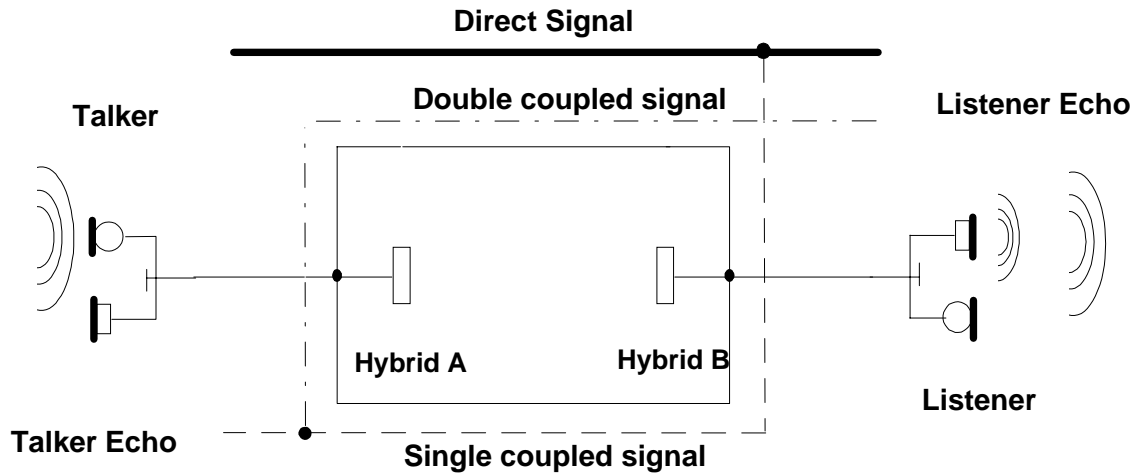 Direct Signal
Double coupled signal
Talker
Listener Echo
Hybrid A
Hybrid B
Listener
Talker Echo
Single coupled signal